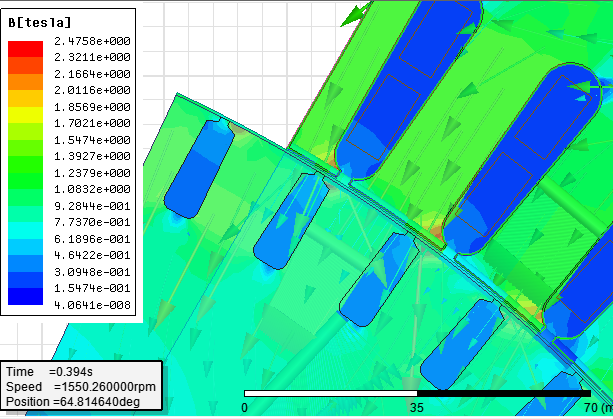 B[tesla]
2.4758e+000
2.3211e+000
2.1664e+000
2.0116e+000
1.8569e+000
1.7021e+000
1.5474e+000
1.3927e+000
1.2379e+000
1.0832e+000
9.2844e-001
7.7370e-001
6.1896e-001
4.6422e-001
3.0948e-001
1.5474e-001
4.0641e-008
Time =0.394s
Speed =1550.260000rpm
Position =64.814640deg
0 35 70 (m